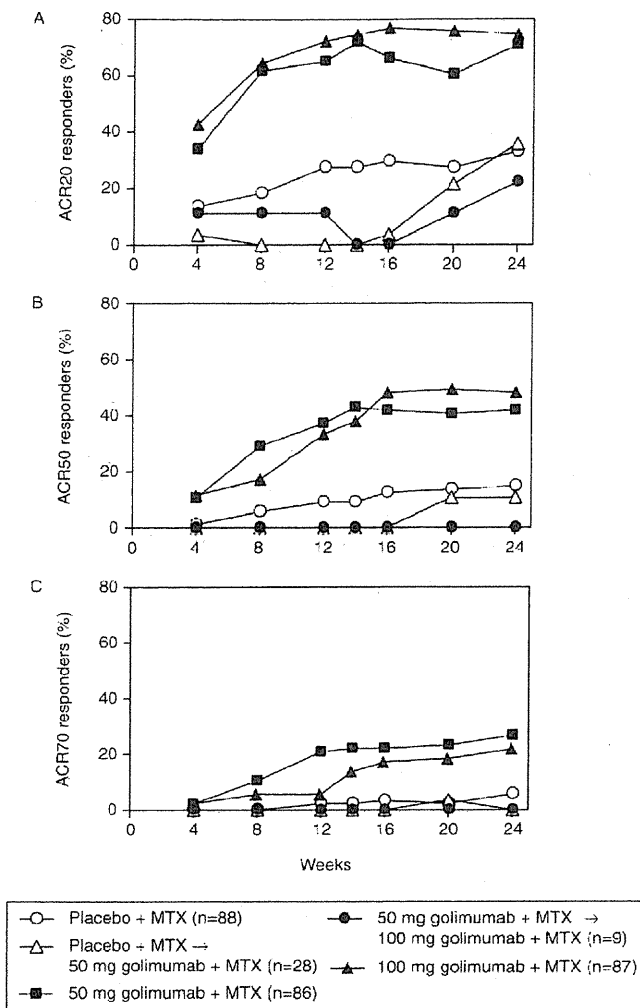 A
ACR20 responders (%)
80
60
40
20
0
0 4 8 12 14 16 20 24
B
ACR50 responders (%)
80
60
40
20
0
0 4 8 12 14 16 20 24
C
ACR70 responders (%)
80
60
40
20
0
0 4 8 12 14 16 20 24
Weeks
Placebo + MTX (n=88)
Placebo + MTX →
50 mg golimumab + MTX (n=28)
50 mg golimumab + MTX (n=86)
50 mg golimumab + MTX →
100 mg golimumab + MTX (n=9)
100 mg golimumab + MTX (n=87)